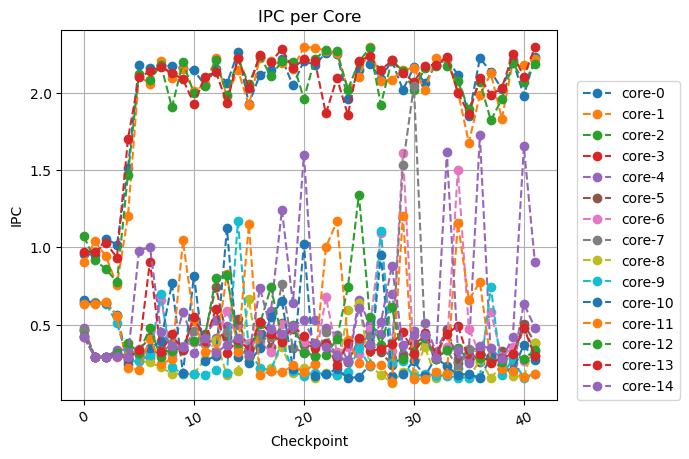 IPC per Core
IPC
2.0
1.5
1.0
0.5
0
10
20
30
40
Checkpoint
core-0
core-1
core-2
core-3
core-4
core-5
core-6
core-7
core-8
core-9
core-10
core-11
core-12
core-13
core-14